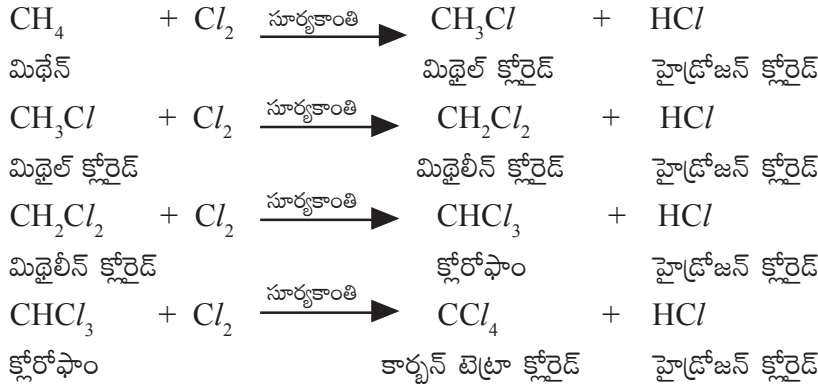 CH₄ + Cl₂ సూర్యకాంతి CH₃Cl + HCl
మిథేన్ మిథైల్ క్లోరైడ్ హైడ్రోజన్ క్లోరైడ్
CH₃Cl + Cl₂ సూర్యకాంతి CH₂Cl₂ + HCl
మిథైల్ క్లోరైడ్ మిథైలీన్ క్లోరైడ్ హైడ్రోజన్ క్లోరైడ్
CH₂Cl₂ + Cl₂ సూర్యకాంతి CHCl₃ + HCl
మిథైలీన్ క్లోరైడ్ క్లోరోఫాం హైడ్రోజన్ క్లోరైడ్
CHCl₃ + Cl₂ సూర్యకాంతి CCl₄ + HCl
క్లోరోఫాం కార్బన్ టెట్రా క్లోరైడ్ హైడ్రోజన్ క్లోరైడ్